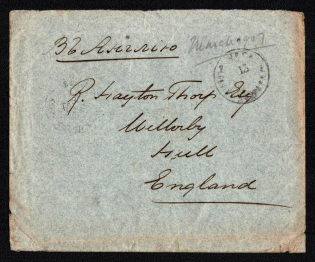 Въ Англію
R. Hayton Thorp Esq
Willerby
Hull
England